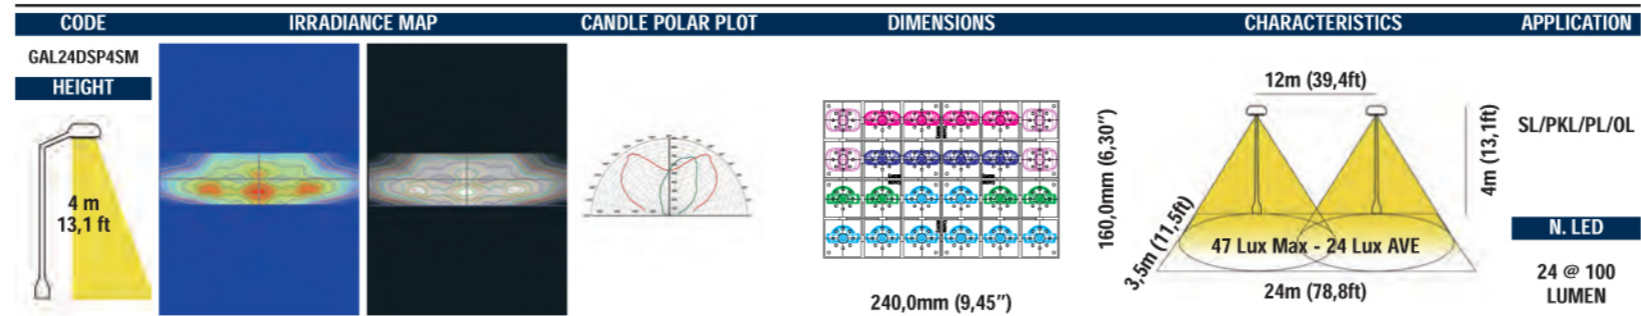 CODE
IRRADIANCE MAP
CANDLE POLAR PLOT
DIMENSIONS
CHARACTERISTICS
APPLICATION
GAL24DSP4SM
HEIGHT
4 m
13,1 ft
160,0mm (6,30”)
240,0mm (9,45”)
12m (39,4ft)
4m (13,1ft)
3,5m (11,5ft)
47 Lux Max - 24 Lux AVE
24m (78,8ft)
SL/PKL/PL/OL
N. LED
24 @ 100
LUMEN